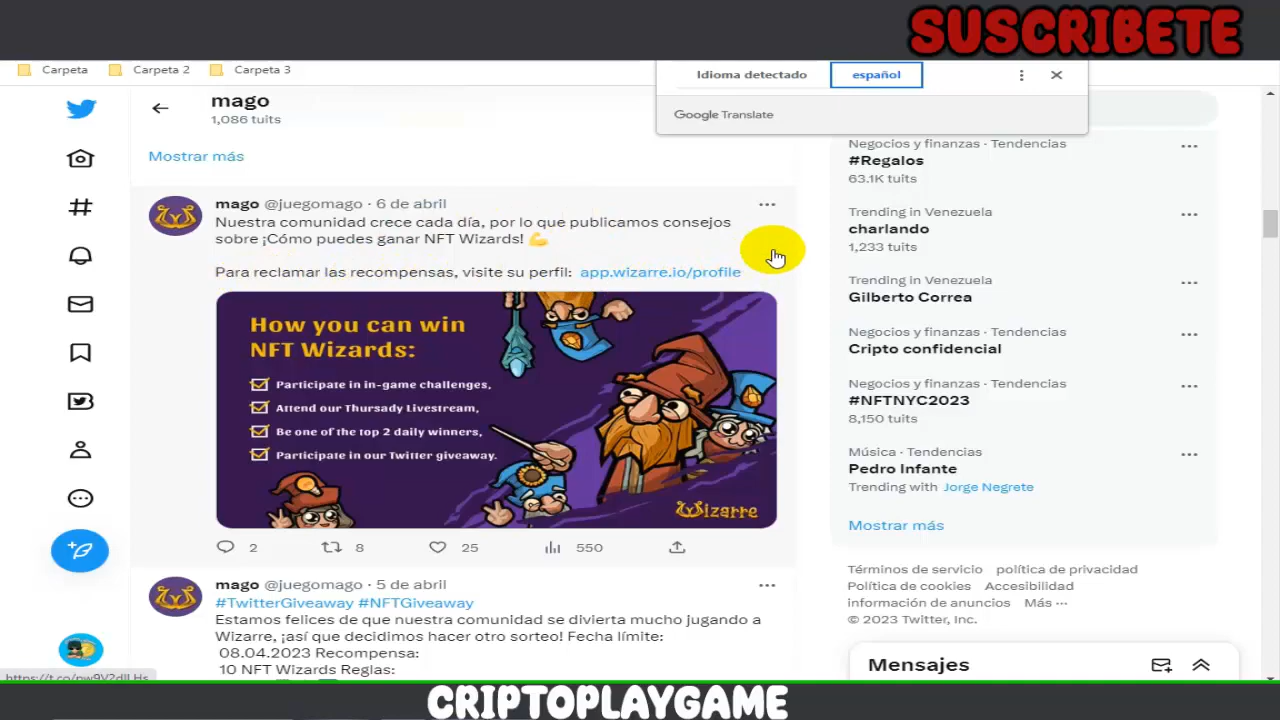 SUSCRIBETE
Carpeta
Carpeta 2
Carpeta 3
Idioma detectado
español
Google Translate
mago
1,086 tuits
Mostrar más
mago @juegomago · 6 de abril
Nuestra comunidad crece cada día, por lo que publicamos consejos
sobre ¡Cómo puedes ganar NFT Wizards! 💪
Para reclamar las recompensas, visite su perfil: app.wizarre.io/profile
How you can win
NFT Wizards:
Participate in in-game challenges,
Attend our Thursady Livestream,
Be one of the top 2 daily winners,
Participate in our Twitter giveaway.
Wizarre
2
8
25
550
mago @juegomago · 5 de abril
#TwitterGiveaway #NFTGiveaway
Estamos felices de que nuestra comunidad se divierta mucho jugando a
Wizarre, ¡así que decidimos hacer otro sorteo! Fecha límite:
08.04.2023 Recompensa:
10 NFT Wizards Reglas:
Negocios y finanzas · Tendencias
#Regalos
63.1K tuits
Trending in Venezuela
charlando
1,233 tuits
Trending in Venezuela
Gilberto Correa
Negocios y finanzas · Tendencias
Cripto confidencial
Negocios y finanzas · Tendencias
#NFTNYC2023
8,150 tuits
Música · Tendencias
Pedro Infante
Trending with Jorge Negrete
Mostrar más
Términos de servicio política de privacidad
Política de cookies Accesibilidad
información de anuncios Más ···
© 2023 Twitter, Inc.
Mensajes
CRIPTOPLAYGAME